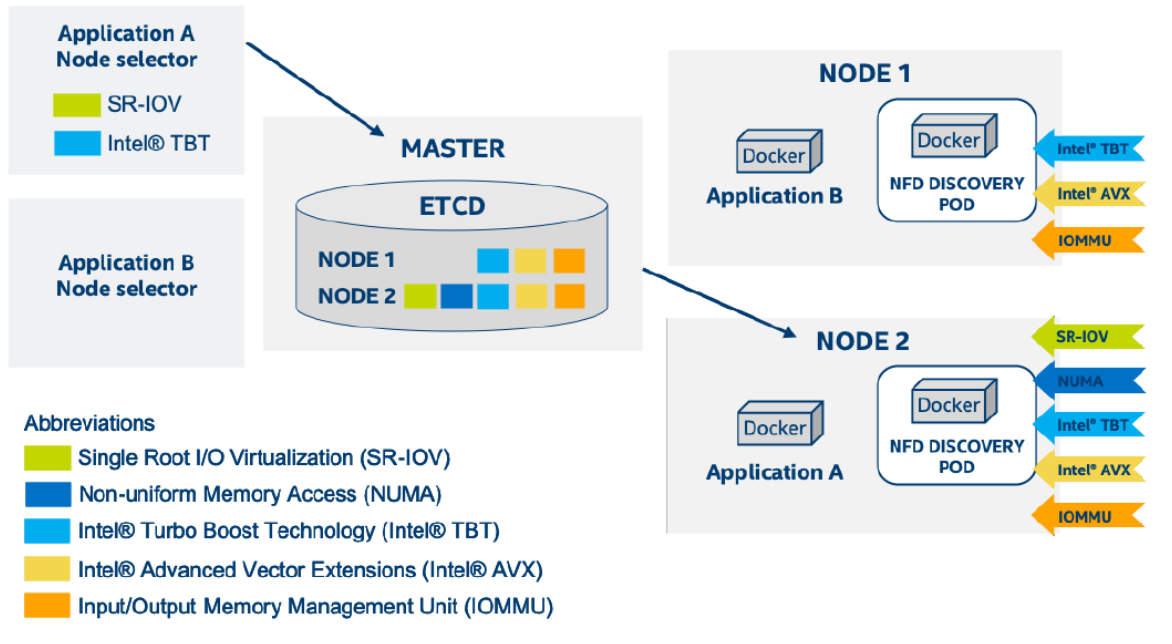 Application A
Node selector
SR-IOV
Intel® TBT
Application B
Node selector
MASTER
ETCD
NODE 1
NODE 2
NODE 1
Docker
Application B
Docker
NFD DISCOVERY
POD
Intel® TBT
Intel® AVX
IOMMU
NODE 2
Docker
Application A
Docker
NFD DISCOVERY
POD
SR-IOV
NUMA
Intel® TBT
Intel® AVX
IOMMU
Abbreviations
Single Root I/O Virtualization (SR-IOV)
Non-uniform Memory Access (NUMA)
Intel® Turbo Boost Technology (Intel® TBT)
Intel® Advanced Vector Extensions (Intel® AVX)
Input/Output Memory Management Unit (IOMMU)